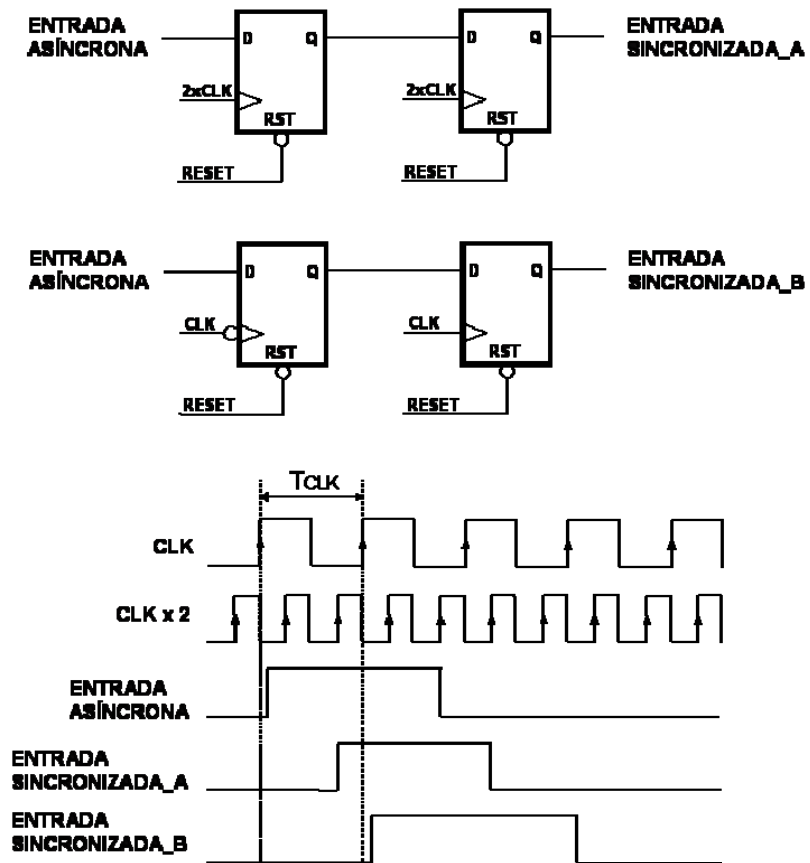 ENTRADA
ASÍNCRONA
D Q
2xCLK
RST
RESET
D Q
2xCLK
RST
RESET
ENTRADA
SINCRONIZADA_A
ENTRADA
ASÍNCRONA
D Q
CLK
RST
RESET
D Q
CLK
RST
RESET
ENTRADA
SINCRONIZADA_B
TCLK
CLK
CLK x 2
ENTRADA
ASÍNCRONA
ENTRADA
SINCRONIZADA_A
ENTRADA
SINCRONIZADA_B